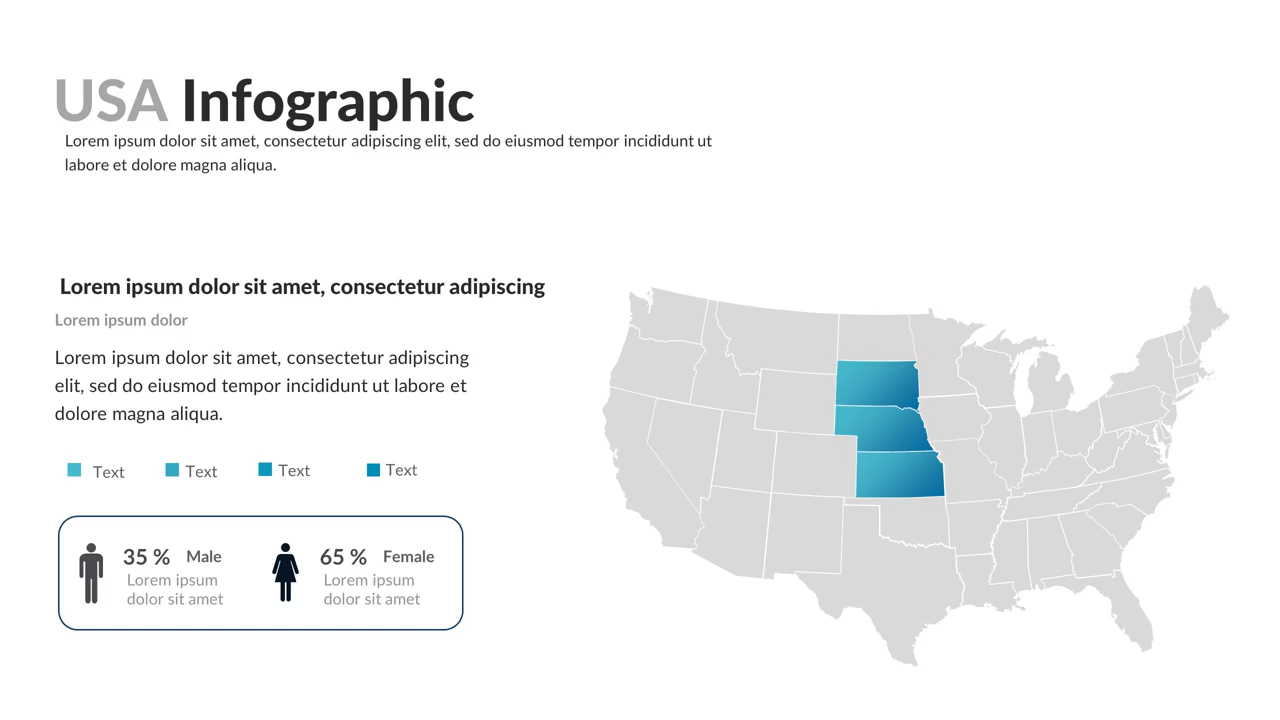 USA Infographic
Lorem ipsum dolor sit amet, consectetur adipiscing elit, sed do eiusmod tempor incididunt ut
labore et dolore magna aliqua.
Lorem ipsum dolor sit amet, consectetur adipiscing
Lorem ipsum dolor
Lorem ipsum dolor sit amet, consectetur adipiscing
elit, sed do eiusmod tempor incididunt ut labore et
dolore magna aliqua.
Text Text Text Text
35 % Male
Lorem ipsum
dolor sit amet
65 % Female
Lorem ipsum
dolor sit amet